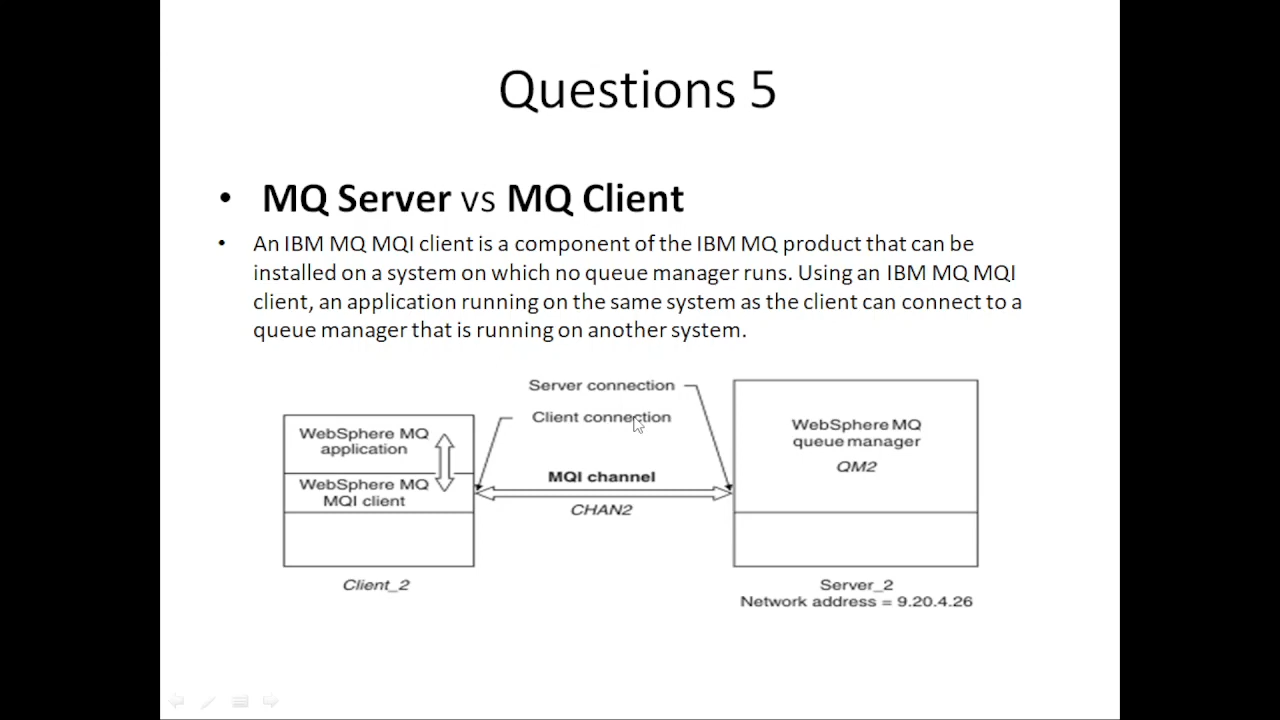 Questions 5
• MQ Server vs MQ Client
• An IBM MQ MQI client is a component of the IBM MQ product that can be
installed on a system on which no queue manager runs. Using an IBM MQ MQI
client, an application running on the same system as the client can connect to a
queue manager that is running on another system.
Server connection
Client connection
WebSphere MQ
application
WebSphere MQ
MQI client
MQI channel
CHAN2
WebSphere MQ
queue manager
QM2
Client_2
Server_2
Network address = 9.20.4.26